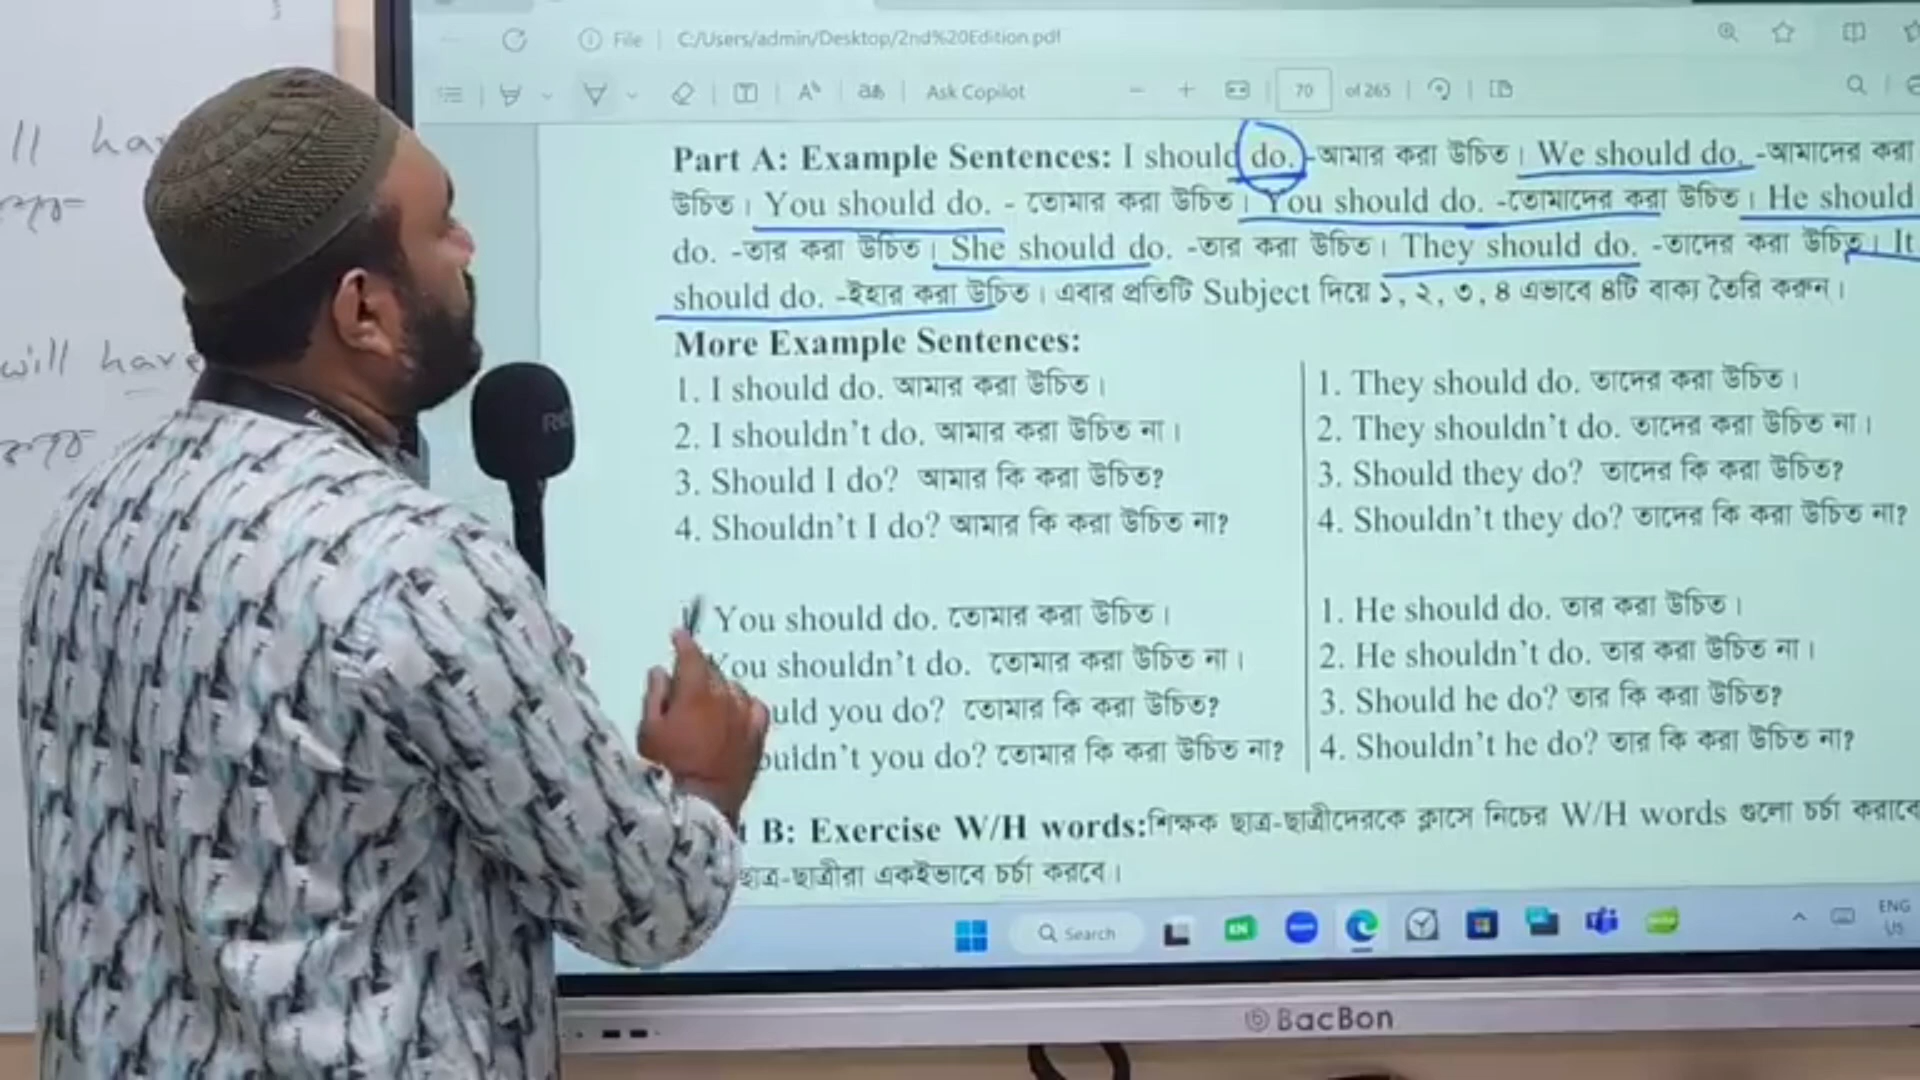 ll ha
will have
File C:/Users/admin/Desktop/2nd%20Edition.pdf
Ask Copilot 70 of 265
Part A: Example Sentences: I should do. -আমার করা উচিত। We should do. -আমাদের করা
উচিত। You should do. - তোমার করা উচিত। You should do. -তোমাদের করা উচিত। He should
do. -তার করা উচিত। She should do. -তার করা উচিত। They should do. -তাদের করা উচিত। It
should do. -ইহার করা উচিত। এবার প্রতিটি Subject দিয়ে ১, ২, ৩, ৪ এভাবে ৪টি বাক্য তৈরি করুন।
More Example Sentences:
1. I should do. আমার করা উচিত।
2. I shouldn't do. আমার করা উচিত না।
3. Should I do? আমার কি করা উচিত?
4. Shouldn't I do? আমার কি করা উচিত না?
You should do. তোমার করা উচিত।
You shouldn't do. তোমার করা উচিত না।
uld you do? তোমার কি করা উচিত?
ouldn't you do? তোমার কি করা উচিত না?
1. They should do. তাদের করা উচিত।
2. They shouldn't do. তাদের করা উচিত না।
3. Should they do? তাদের কি করা উচিত?
4. Shouldn't they do? তাদের কি করা উচিত না?
1. He should do. তার করা উচিত।
2. He shouldn't do. তার করা উচিত না।
3. Should he do? তার কি করা উচিত?
4. Shouldn't he do? তার কি করা উচিত না?
t B: Exercise W/H words:শিক্ষক ছাত্র-ছাত্রীদেরকে ক্লাসে নিচের W/H words গুলো চর্চা করাবে
ছাত্র-ছাত্রীরা একইভাবে চর্চা করবে।
Search ENG
US
BacBon